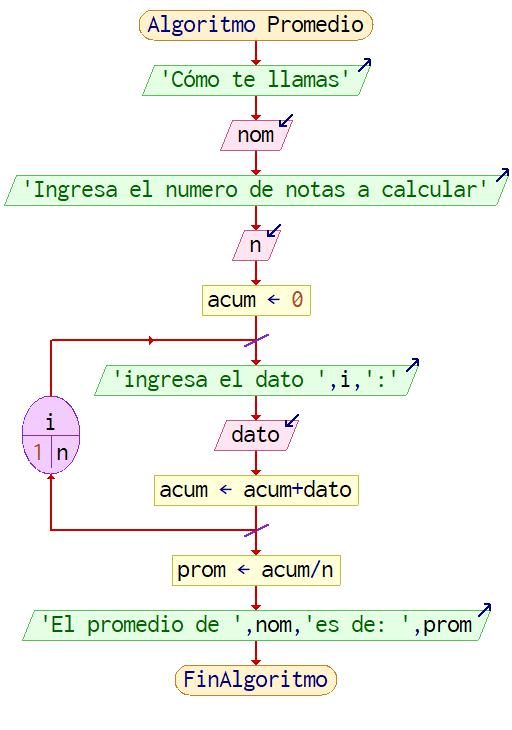 Algoritmo Promedio
'Cómo te llamas'
nom
'Ingresa el numero de notas a calcular'
n
acum ← 0
'ingresa el dato ',i,':'
i
1 n
dato
acum ← acum+dato
prom ← acum/n
'El promedio de ',nom,'es de: ',prom
FinAlgoritmo